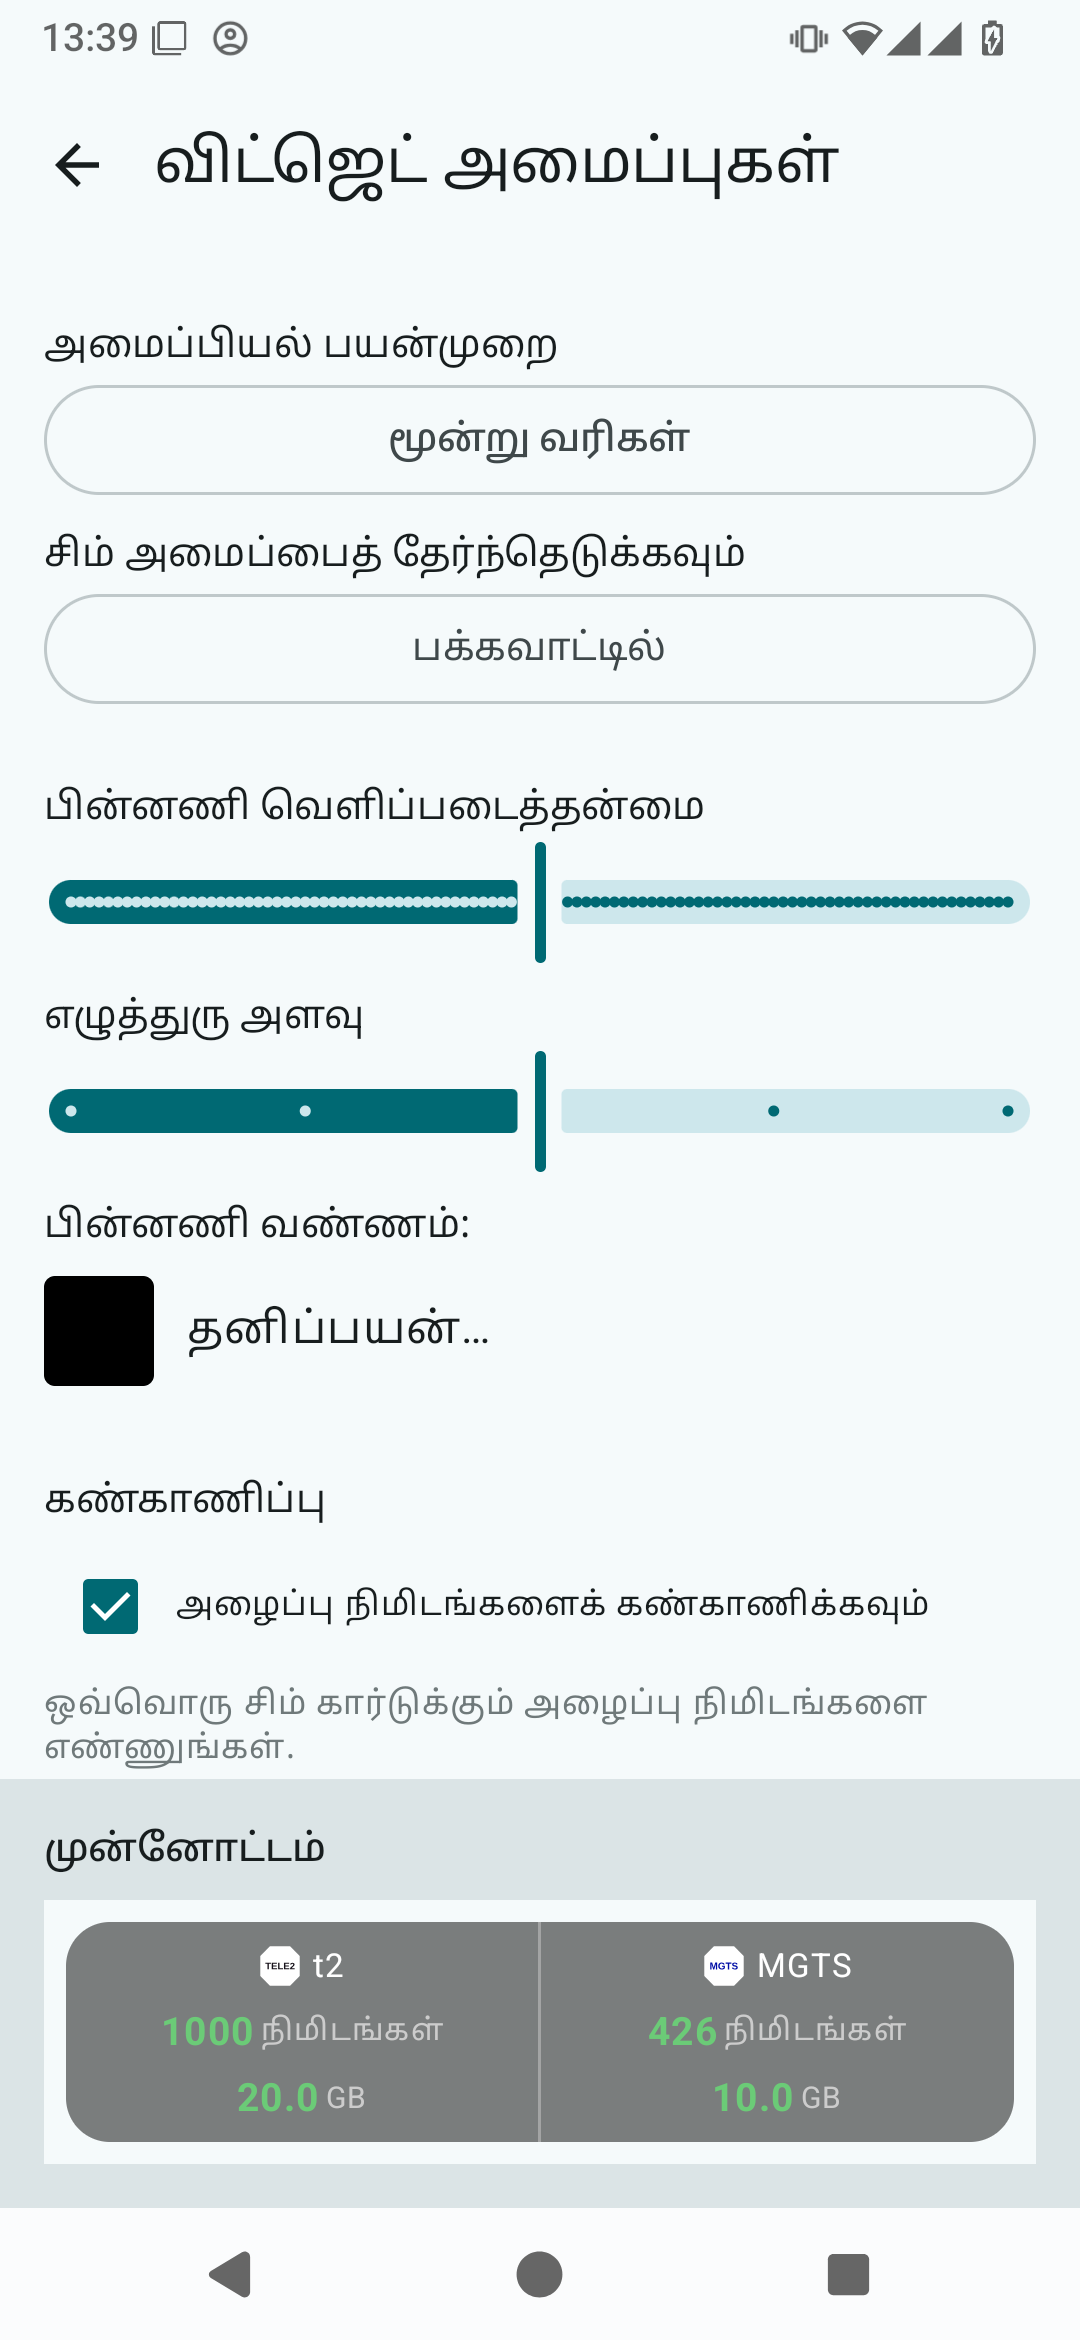 13:39
விட்ஜெட் அமைப்புகள்
அமைப்பியல் பயன்முறை
மூன்று வரிகள்
சிம் அமைப்பைத் தேர்ந்தெடுக்கவும்
பக்கவாட்டில்
பின்னணி வெளிப்படைத்தன்மை
எழுத்துரு அளவு
பின்னணி வண்ணம்:
தனிப்பயன்...
கண்காணிப்பு
அழைப்பு நிமிடங்களைக் கண்காணிக்கவும்
ஒவ்வொரு சிம் கார்டுக்கும் அழைப்பு நிமிடங்களை
எண்ணுங்கள்.
முன்னோட்டம்
TELE2 t2
1000 நிமிடங்கள்
20.0 GB
MGTS MGTS
426 நிமிடங்கள்
10.0 GB